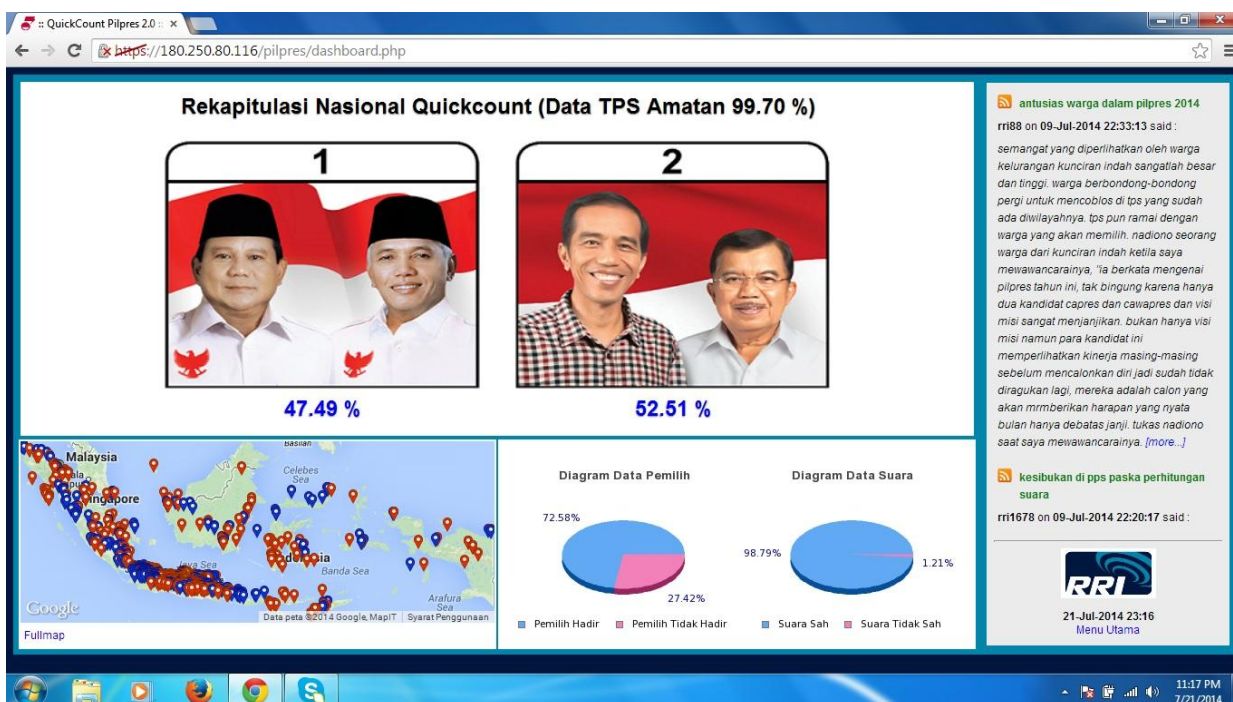 :: QuickCount Pilpres 2.0 ::
https://180.250.80.116/pilpres/dashboard.php
Rekapitulasi Nasional Quickcount (Data TPS Amatan 99.70 %)
1
2
47.49 %
52.51 %
Malaysia
Singapore
Basilan
Celebes
Sea
Java Sea
Indonesia
Banda Sea
Arafura
Sea
Google
Data peta ©2014 Google, MapIT
Syarat Penggunaan
Fullmap
Diagram Data Pemilih
72.58%
27.42%
Pemilih Hadir
Pemilih Tidak Hadir
Diagram Data Suara
98.79%
1.21%
Suara Sah
Suara Tidak Sah
antusias warga dalam pilpres 2014
rri88 on 09-Jul-2014 22:33:13 said :
semangat yang diperlihatkan oleh warga
kelurangan kunciran indah sangatlah besar
dan tinggi. warga berbondong-bondong
pergi untuk mencoblos di tps yang sudah
ada diwilayahnya. tps pun ramai dengan
warga yang akan memilih. nadiono seorang
warga dari kunciran indah ketila saya
mewawancarainya, "ia berkata mengenai
pilpres tahun ini, tak bingung karena hanya
dua kandidat capres dan cawapres dan visi
misi sangat menjanjikan. bukan hanya visi
misi namun para kandidat ini
memperlihatkan kinerja masing-masing
sebelum mencalonkan diri jadi sudah tidak
diragukan lagi, mereka adalah calon yang
akan mrmberikan harapan yang nyata
bulan hanya debatas janji. tukas nadiono
saat saya mewawancarainya. [more...]
kesibukan di pps paska perhitungan
suara
rri1678 on 09-Jul-2014 22:20:17 said :
RRI
21-Jul-2014 23:16
Menu Utama
11:17 PM
7/21/2014